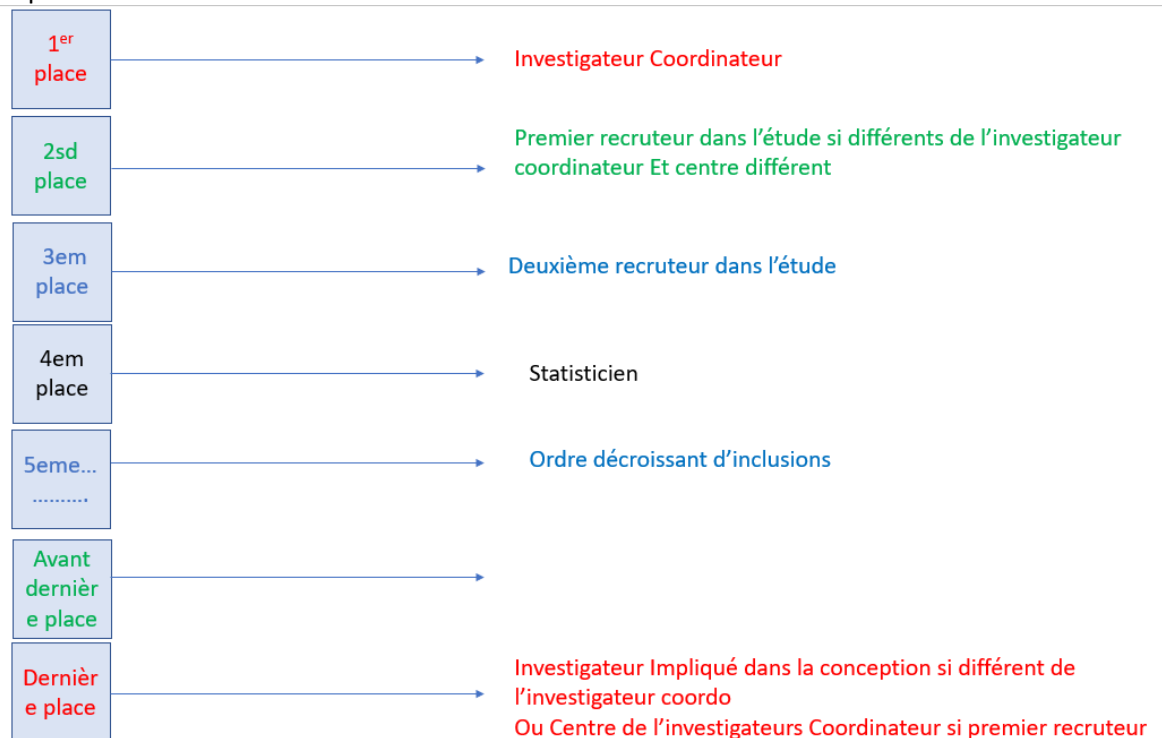 1er
place
Investigateur Coordinateur
2sd
place
Premier recruteur dans l'étude si différents de l'investigateur
coordinateur Et centre différent
3em
place
Deuxième recruteur dans l'étude
4em
place
Statisticien
5eme...
……….
Ordre décroissant d'inclusions
Avant
dernièr
e place
Dernièr
e place
Investigateur Impliqué dans la conception si différent de
l'investigateur coordo
Ou Centre de l'investigateurs Coordinateur si premier recruteur